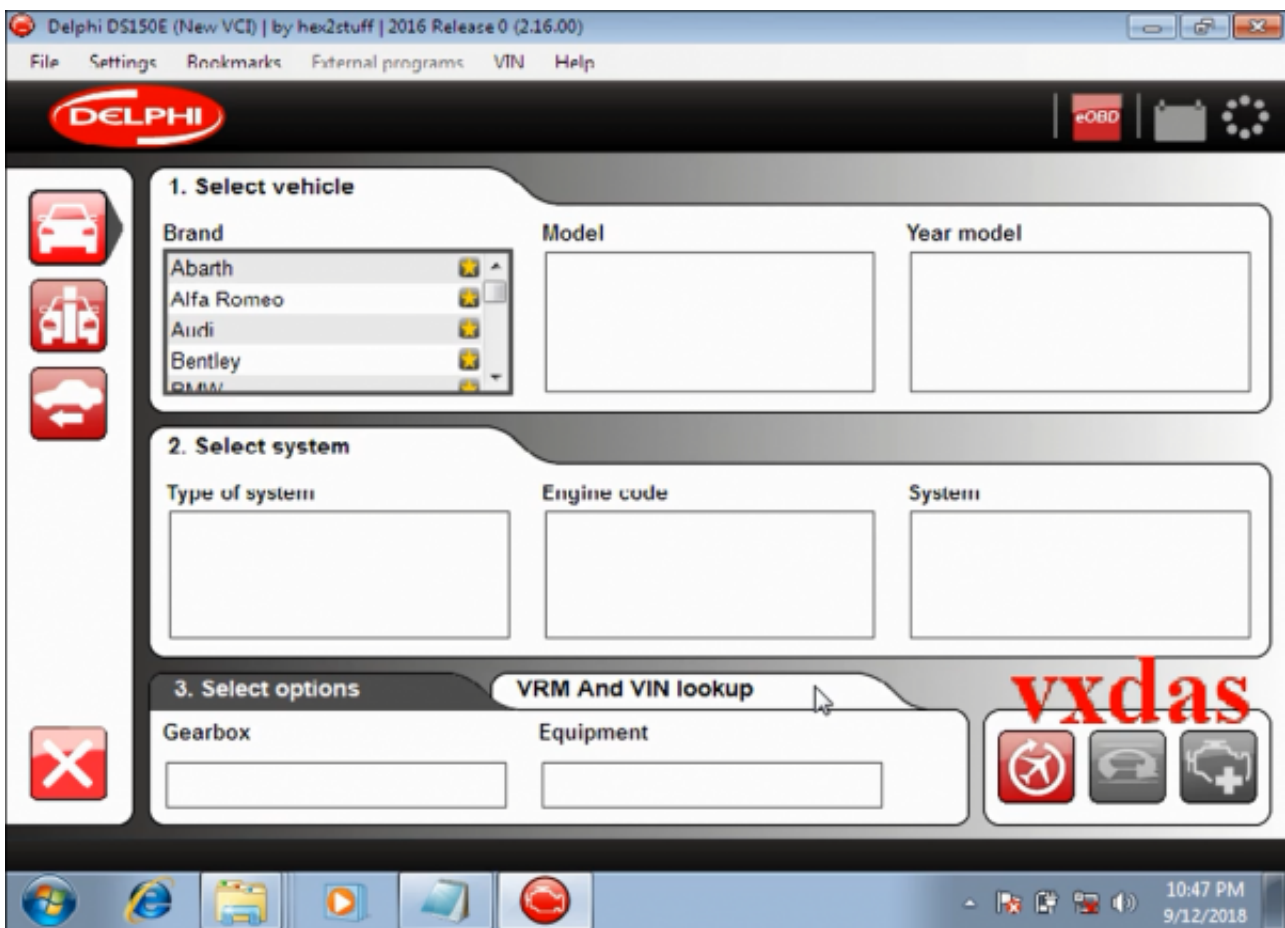 Delphi DS150E (New VCI) | by hex2stuff | 2016 Release 0 (2.16.00)
File Settings Bookmarks External programs VIN Help
DELPHI
eOBD
1. Select vehicle
Brand Model Year model
Abarth
Alfa Romeo
Audi
Bentley
BMW
2. Select system
Type of system Engine code System
3. Select options VRM And VIN lookup
vxdas
Gearbox Equipment
10:47 PM
9/12/2018